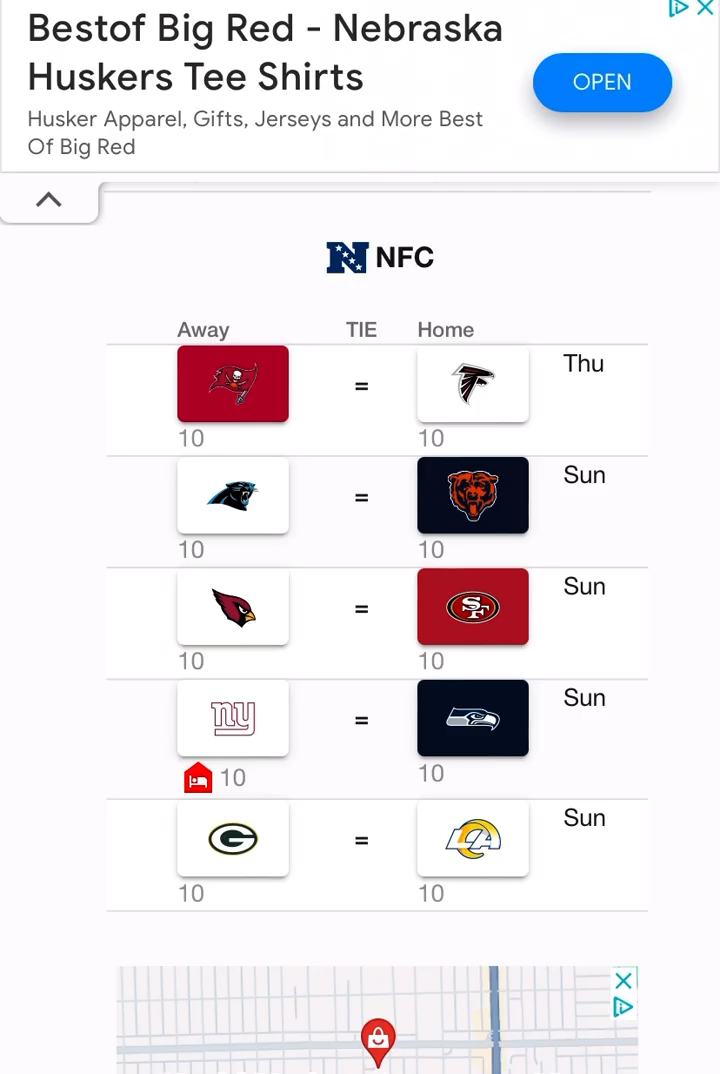 Bestof Big Red - Nebraska
Huskers Tee Shirts
Husker Apparel, Gifts, Jerseys and More Best
Of Big Red
OPEN
N NFC
Away TIE Home
= Thu
10 10
= Sun
10 10
= SF Sun
10 10
ny = Sun
10 10
G = LA Sun
10 10